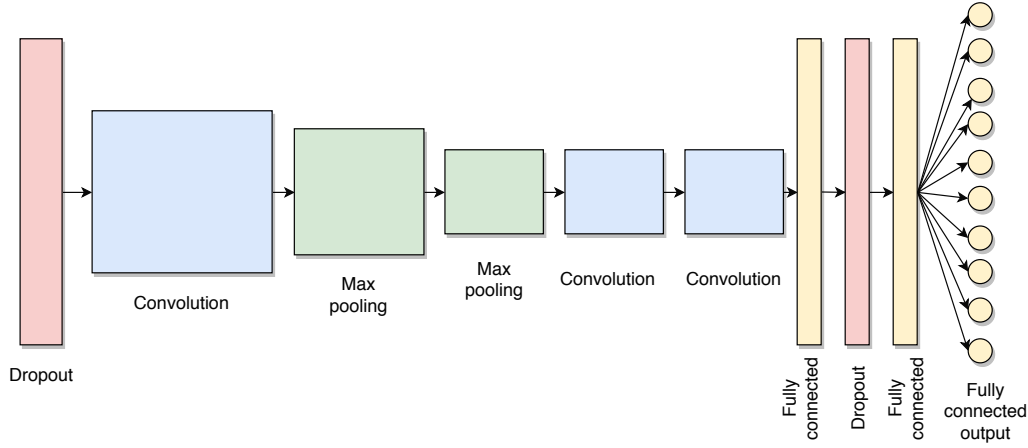 Dropout
Convolution
Max
pooling
Max
pooling
Convolution
Convolution
Fully
connected
Dropout
Fully
connected
Fully
connected
output